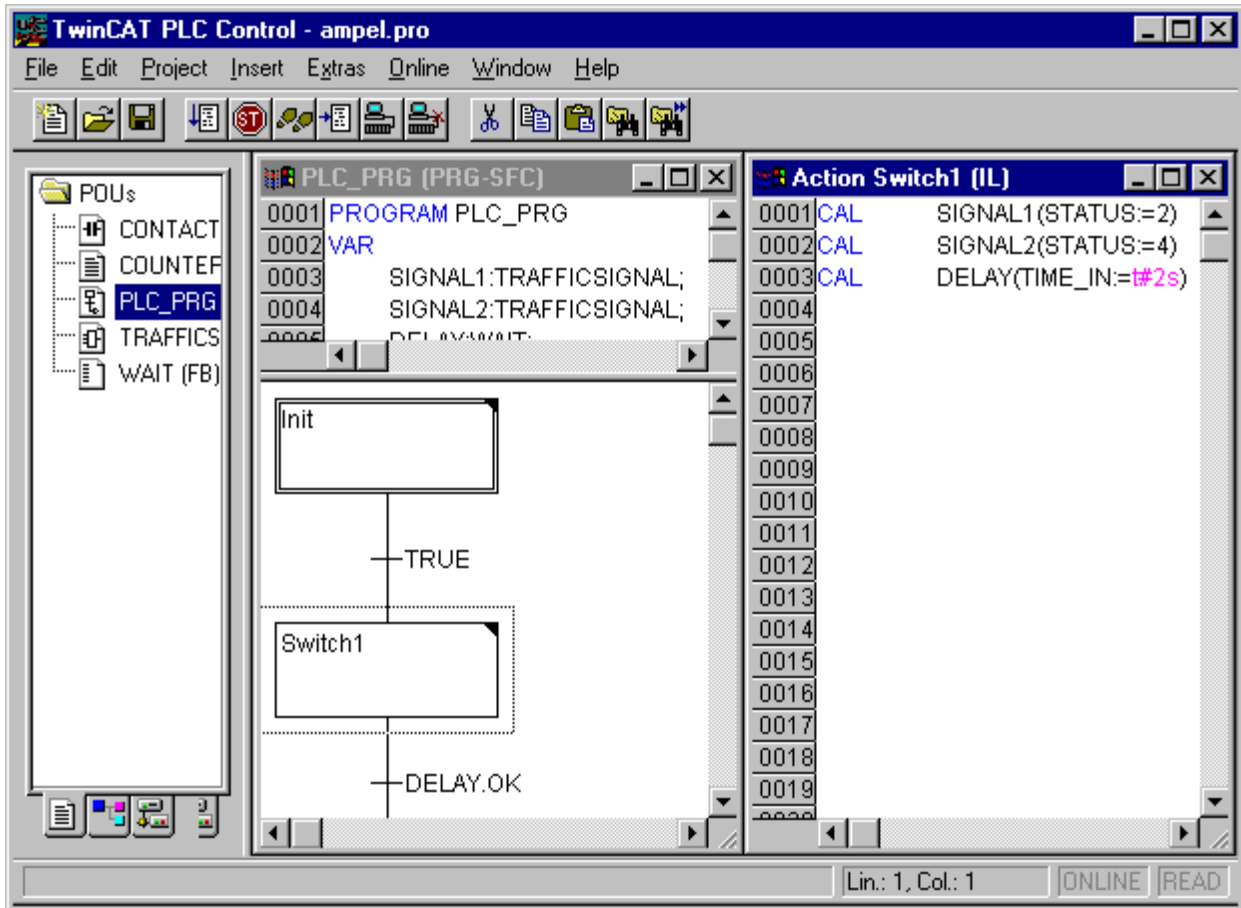 TwinCAT PLC Control - ampel.pro
File Edit Project Insert Extras Online Window Help
ST
POUs
CONTACT
COUNTEF
PLC_PRG
TRAFFICS
WAIT (FB)
PLC_PRG (PRG-SFC)
0001 PROGRAM PLC_PRG
0002 VAR
0003 SIGNAL1:TRAFFICSIGNAL;
0004 SIGNAL2:TRAFFICSIGNAL;
0005 DELAY:WAIT;
Init
TRUE
Switch1
DELAY.OK
Action Switch1 (IL)
0001 CAL SIGNAL1(STATUS:=2)
0002 CAL SIGNAL2(STATUS:=4)
0003 CAL DELAY(TIME_IN:=t#2s)
0004
0005
0006
0007
0008
0009
0010
0011
0012
0013
0014
0015
0016
0017
0018
0019
Lin.: 1, Col.: 1 ONLINE READ